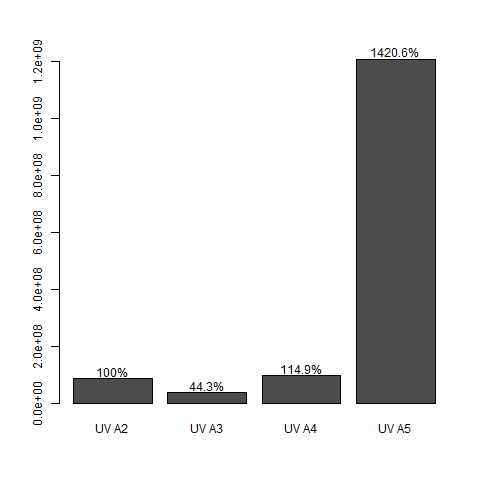 1.2e+09
1.0e+09
8.0e+08
6.0e+08
4.0e+08
2.0e+08
0.0e+00
100%
44.3%
114.9%
1420.6%
UV A2
UV A3
UV A4
UV A5